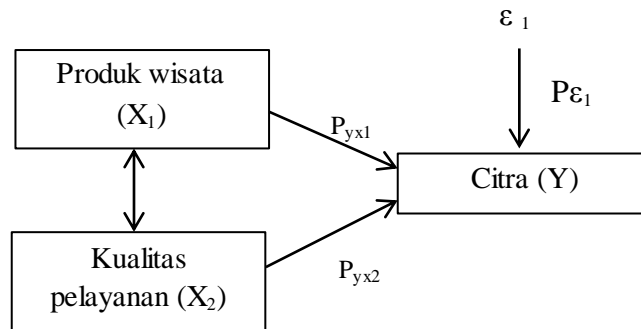 ε 1
Produk wisata
(X₁)
Pε₁
Pyx1
Citra (Y)
Kualitas
pelayanan (X₂)
Pyx2